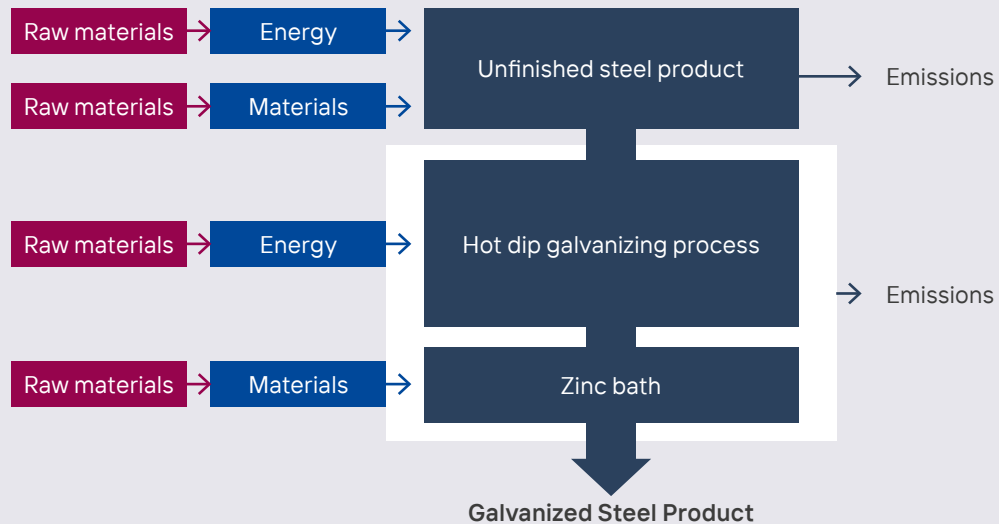 Raw materials
Energy
Unfinished steel product
Emissions
Raw materials
Materials
Raw materials
Energy
Hot dip galvanizing process
Emissions
Raw materials
Materials
Zinc bath
Galvanized Steel Product